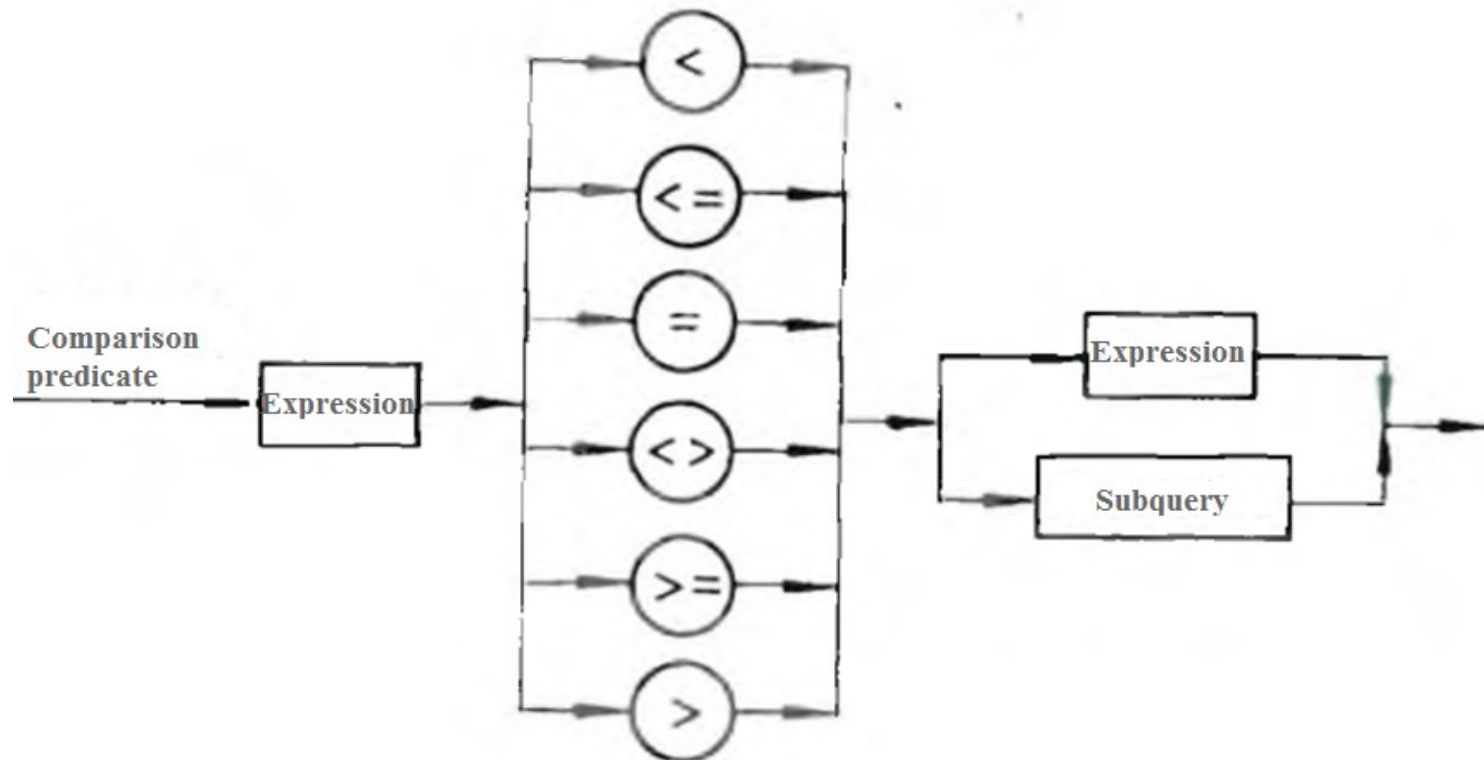 Comparison
predicate
Expression
<
<=
=
<>
>=
>
Expression
Subquery